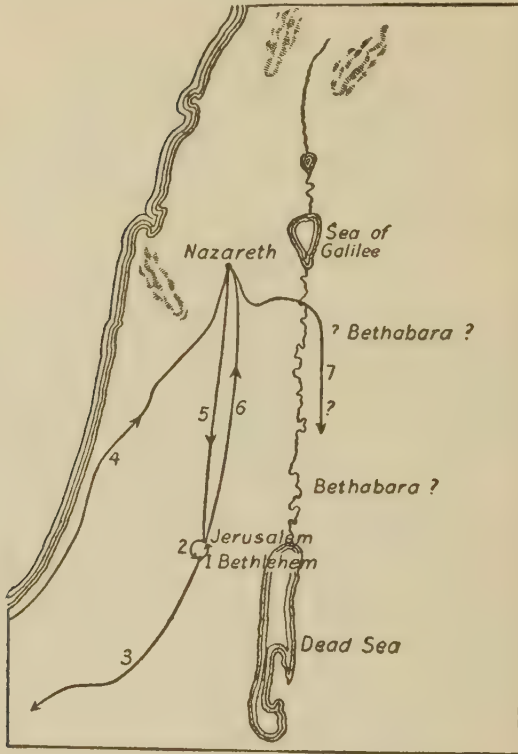 Sea of
Galilee
Nazareth
? Bethabara ?
7
?
5 6
4
Bethabara ?
Jerusalem
2
1 Bethlehem
Dead Sea
3